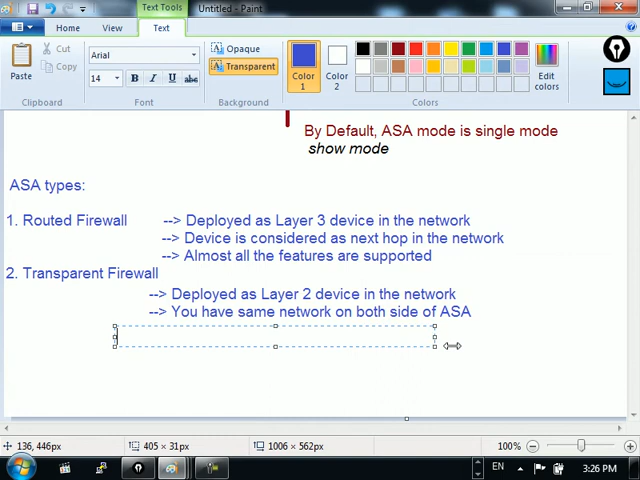 Text Tools
Untitled - Paint
Home
View
Text
Cut
Copy
Paste
Clipboard
Arial
14
B I U abc
Font
Opaque
Transparent
Background
Color 1
Color 2
Edit colors
Colors
By Default, ASA mode is single mode
show mode
ASA types:
1. Routed Firewall --> Deployed as Layer 3 device in the network
--> Device is considered as next hop in the network
--> Almost all the features are supported
2. Transparent Firewall
--> Deployed as Layer 2 device in the network
--> You have same network on both side of ASA
136, 446px
405 × 31px
1006 × 562px
100%
EN
3:26 PM